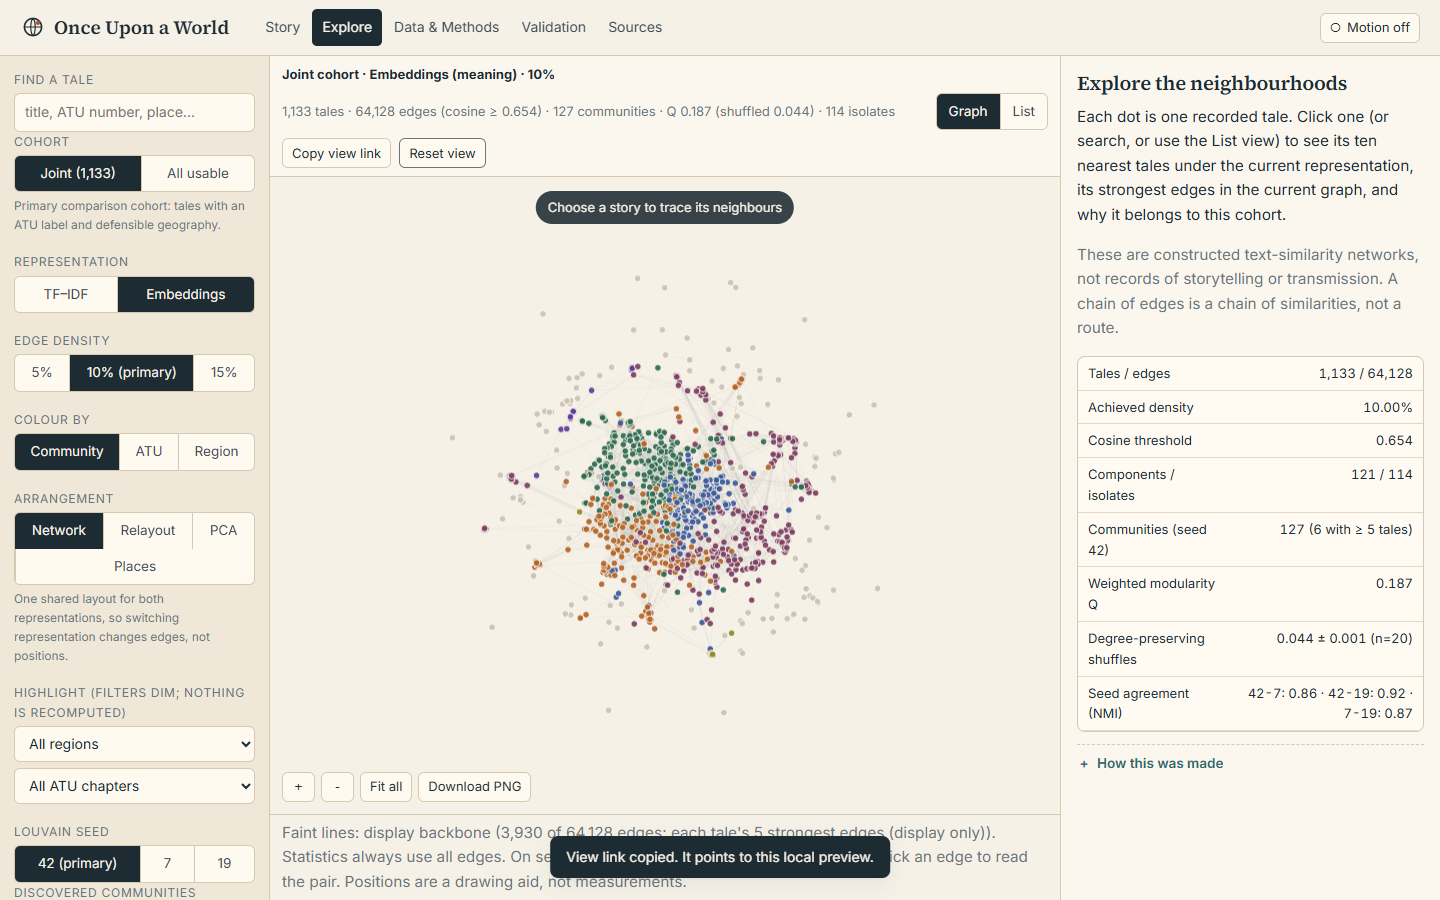 Once Upon a World
Story
Explore
Data & Methods
Validation
Sources
Motion off
FIND A TALE
title, ATU number, place...
COHORT
Joint (1,133)
All usable
Primary comparison cohort: tales with an
ATU label and defensible geography.
REPRESENTATION
TF–IDF
Embeddings
EDGE DENSITY
5%
10% (primary)
15%
COLOUR BY
Community
ATU
Region
ARRANGEMENT
Network
Relayout
PCA
Places
One shared layout for both
representations, so switching
representation changes edges, not
positions.
HIGHLIGHT (FILTERS DIM; NOTHING
IS RECOMPUTED)
All regions
All ATU chapters
LOUVAIN SEED
42 (primary)
7
19
DISCOVERED COMMUNITIES
Joint cohort · Embeddings (meaning) · 10%
1,133 tales · 64,128 edges (cosine ≥ 0.654) · 127 communities · Q 0.187 (shuffled 0.044) · 114 isolates
Graph
List
Copy view link
Reset view
Choose a story to trace its neighbours
+
-
Fit all
Download PNG
Faint lines: display backbone (3,930 of 64,128 edges: each tale's 5 strongest edges (display only)).
Statistics always use all edges. On se
ick an edge to read
the pair. Positions are a drawing aid, not measurements.
View link copied. It points to this local preview.
Explore the neighbourhoods
Each dot is one recorded tale. Click one (or
search, or use the List view) to see its ten
nearest tales under the current representation,
its strongest edges in the current graph, and
why it belongs to this cohort.
These are constructed text-similarity networks,
not records of storytelling or transmission. A
chain of edges is a chain of similarities, not a
route.
Tales / edges 1,133 / 64,128
Achieved density 10.00%
Cosine threshold 0.654
Components / 121 / 114
isolates
Communities (seed 127 (6 with ≥ 5 tales)
42)
Weighted modularity 0.187
Q
Degree-preserving 0.044 ± 0.001 (n=20)
shuffles
Seed agreement 42-7: 0.86 · 42-19: 0.92 ·
(NMI) 7-19: 0.87
+ How this was made